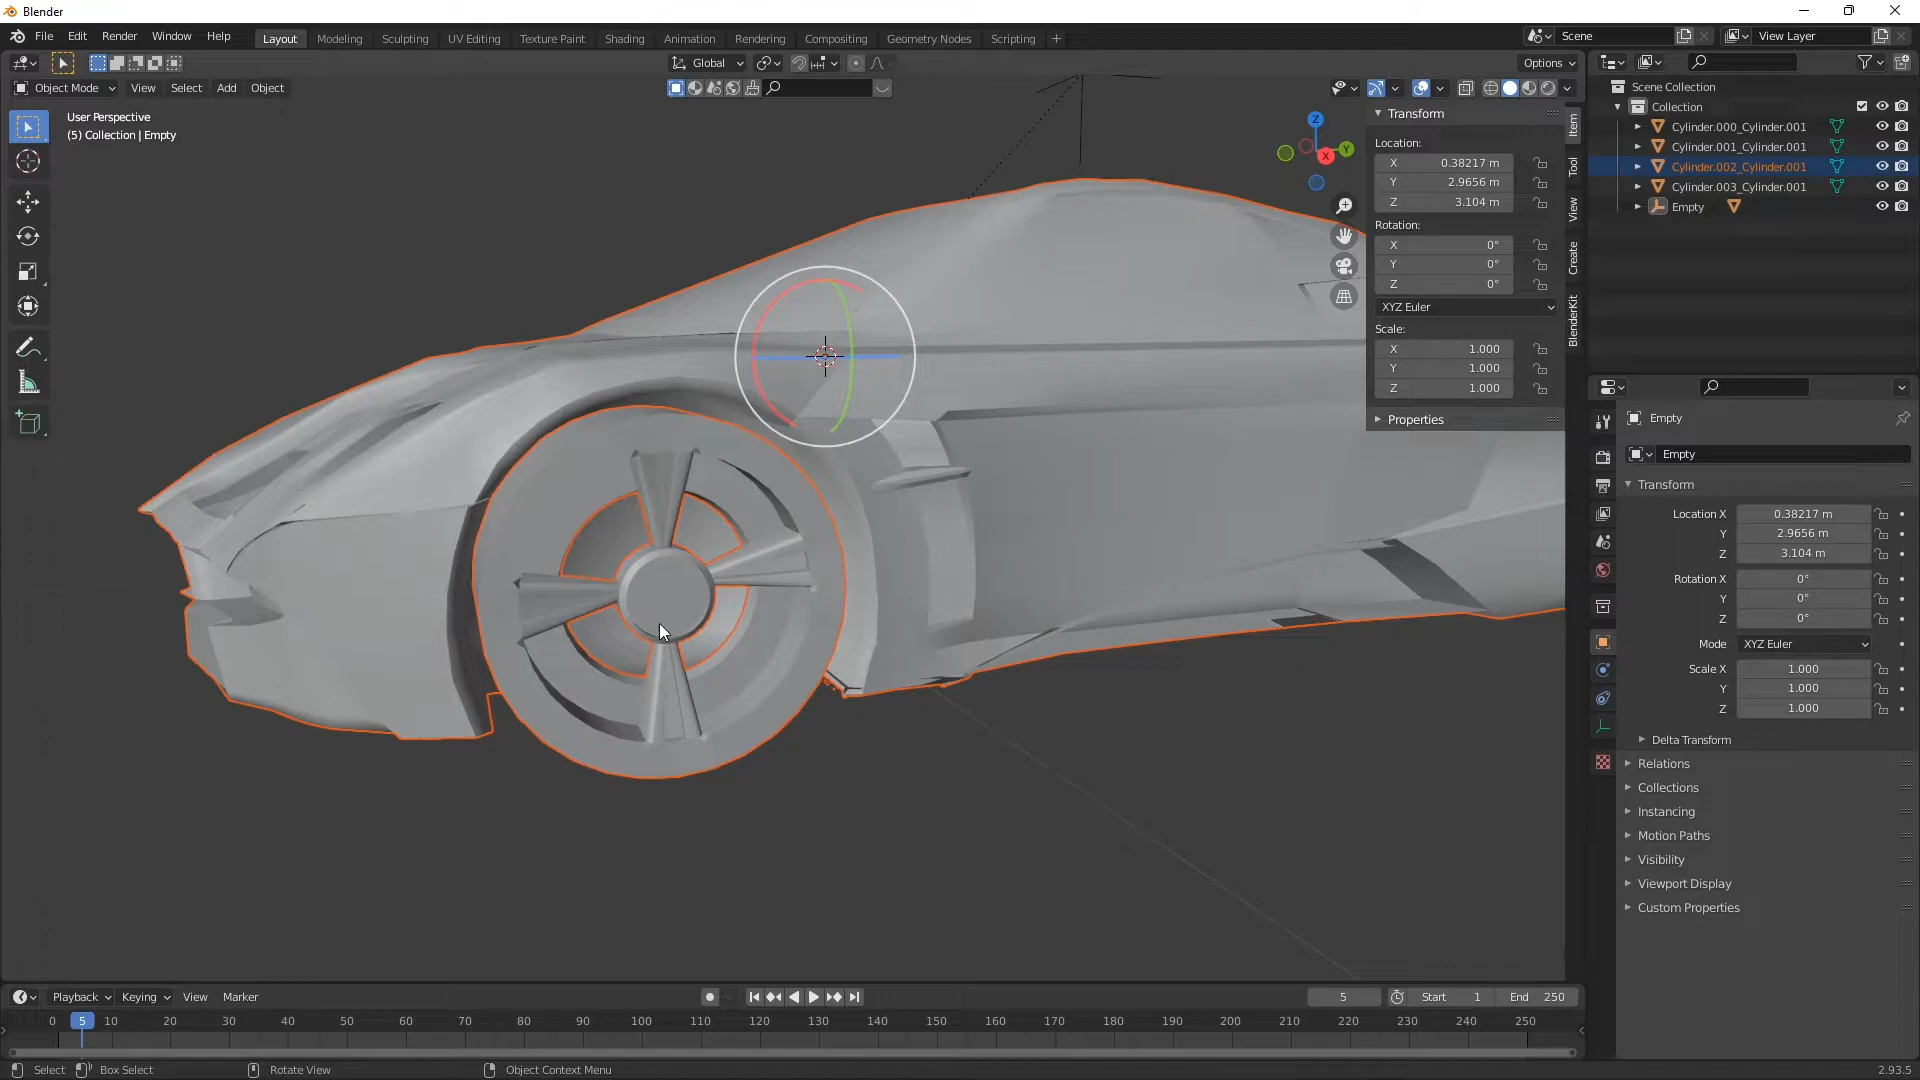 Blender
File Edit Render Window Help
Layout Modeling Sculpting UV Editing Texture Paint Shading Animation Rendering Compositing Geometry Nodes Scripting +
Scene
View Layer
Global
Options
Object Mode View Select Add Object
User Perspective
(5) Collection | Empty
Z
Y
X
Transform
Location:
X 0.38217 m
Y 2.9656 m
Z 3.104 m
Rotation:
X 0°
Y 0°
Z 0°
XYZ Euler
Scale:
X 1.000
Y 1.000
Z 1.000
Properties
Item
Tool
View
Create
BlenderKit
Scene Collection
Collection
Cylinder.000_Cylinder.001
Cylinder.001_Cylinder.001
Cylinder.002_Cylinder.001
Cylinder.003_Cylinder.001
Empty
Empty
Empty
Transform
Location X 0.38217 m
Y 2.9656 m
Z 3.104 m
Rotation X 0°
Y 0°
Z 0°
Mode XYZ Euler
Scale X 1.000
Y 1.000
Z 1.000
Delta Transform
Relations
Collections
Instancing
Motion Paths
Visibility
Viewport Display
Custom Properties
Playback Keying View Marker
5
Start 1
End 250
0 5 10 20 30 40 50 60 70 80 90 100 110 120 130 140 150 160 170 180 190 200 210 220 230 240 250
Select Box Select Rotate View Object Context Menu
2.93.5